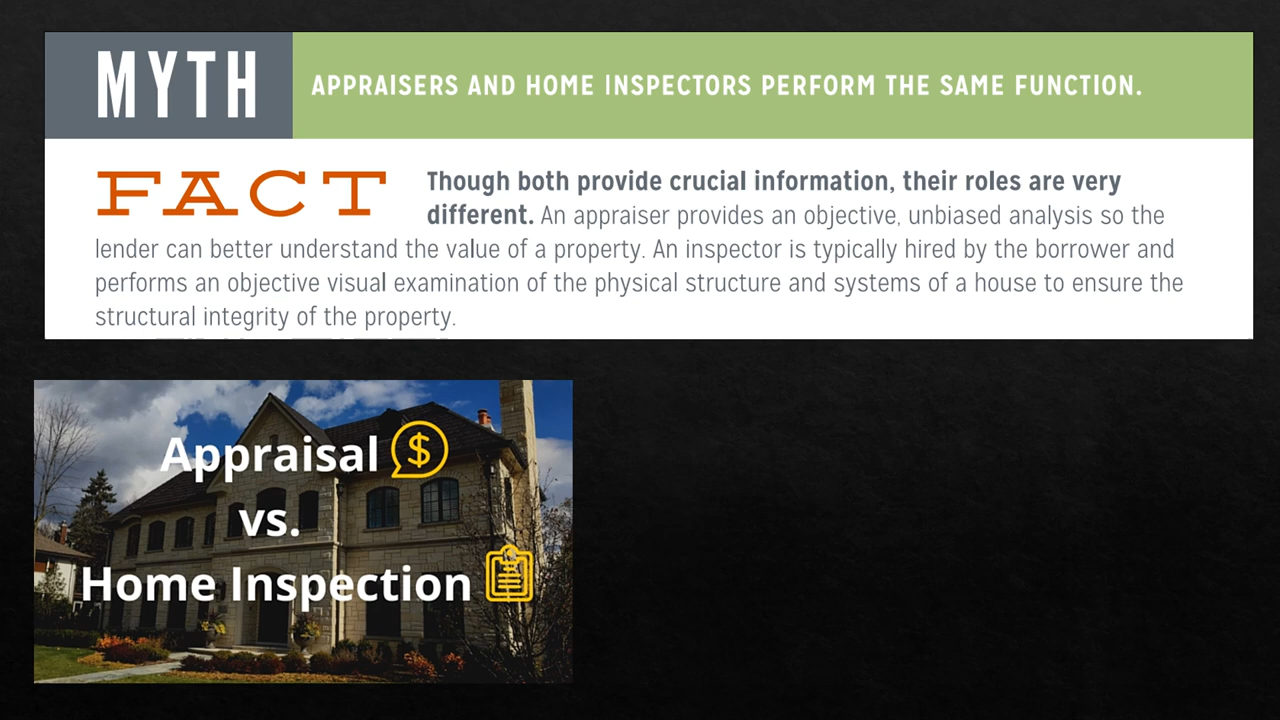 MYTH
APPRAISERS AND HOME INSPECTORS PERFORM THE SAME FUNCTION.
FACT
Though both provide crucial information, their roles are very
different. An appraiser provides an objective, unbiased analysis so the
lender can better understand the value of a property. An inspector is typically hired by the borrower and
performs an objective visual examination of the physical structure and systems of a house to ensure the
structural integrity of the property.
Appraisal $
vs.
Home Inspection